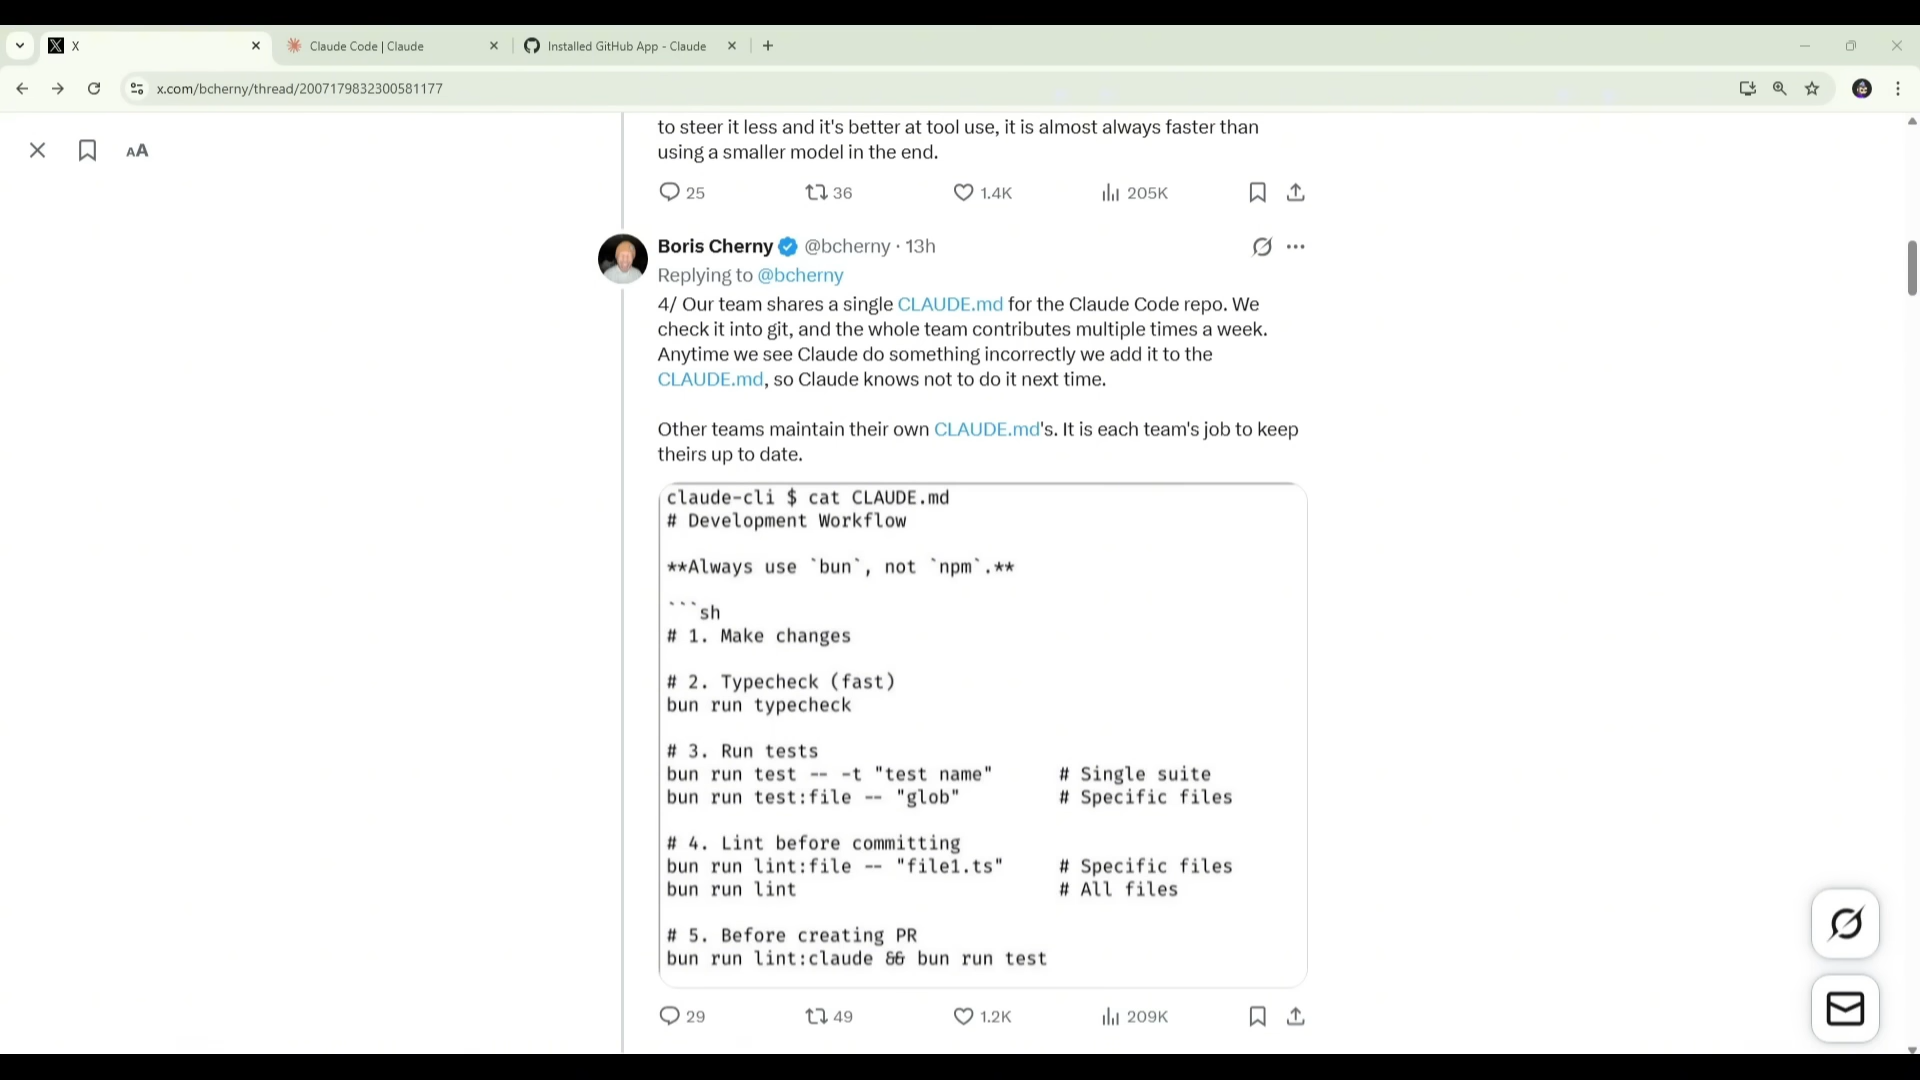 X
Claude Code | Claude
Installed GitHub App - Claude
x.com/bcherny/thread/2007179832300581177
AA
to steer it less and it's better at tool use, it is almost always faster than
using a smaller model in the end.
25 36 1.4K 205K
Boris Cherny @bcherny · 13h
Replying to @bcherny
4/ Our team shares a single CLAUDE.md for the Claude Code repo. We
check it into git, and the whole team contributes multiple times a week.
Anytime we see Claude do something incorrectly we add it to the
CLAUDE.md, so Claude knows not to do it next time.
Other teams maintain their own CLAUDE.md's. It is each team's job to keep
theirs up to date.
claude-cli $ cat CLAUDE.md
# Development Workflow
**Always use `bun`, not `npm`.**
```sh
# 1. Make changes
# 2. Typecheck (fast)
bun run typecheck
# 3. Run tests
bun run test -- -t "test name" # Single suite
bun run test:file -- "glob" # Specific files
# 4. Lint before committing
bun run lint:file -- "file1.ts" # Specific files
bun run lint # All files
# 5. Before creating PR
bun run lint:claude && bun run test
29 49 1.2K 209K